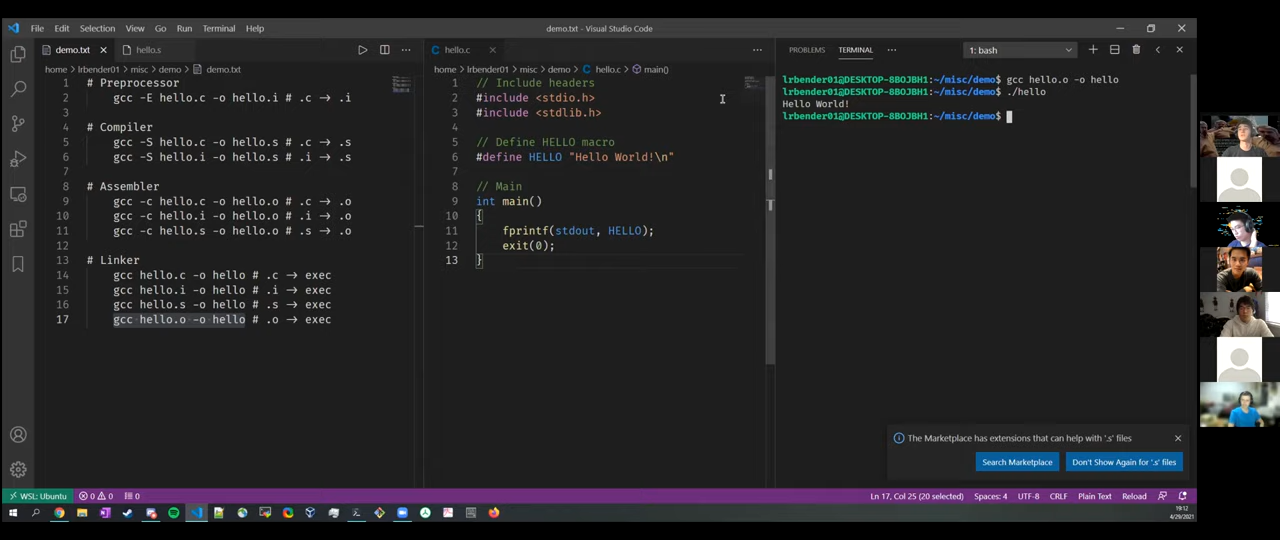 File Edit Selection View Go Run Terminal Help
demo.txt - Visual Studio Code
demo.txt
hello.s
home > lrbender01 > misc > demo > demo.txt
1 # Preprocessor
2 gcc -E hello.c -o hello.i # .c -> .i
3
4 # Compiler
5 gcc -S hello.c -o hello.s # .c -> .s
6 gcc -S hello.i -o hello.s # .i -> .s
7
8 # Assembler
9 gcc -c hello.c -o hello.o # .c -> .o
10 gcc -c hello.i -o hello.o # .i -> .o
11 gcc -c hello.s -o hello.o # .s -> .o
12
13 # Linker
14 gcc hello.c -o hello # .c -> exec
15 gcc hello.i -o hello # .i -> exec
16 gcc hello.s -o hello # .s -> exec
17 gcc hello.o -o hello # .o -> exec
hello.c
home > lrbender01 > misc > demo > hello.c > main()
1 // Include headers
2 #include <stdio.h>
3 #include <stdlib.h>
4
5 // Define HELLO macro
6 #define HELLO "Hello World!\n"
7
8 // Main
9 int main()
10 {
11 fprintf(stdout, HELLO);
12 exit(0);
13 }
PROBLEMS TERMINAL ... 1: bash
lrbender01@DESKTOP-8BOJBH1:~/misc/demo$ gcc hello.o -o hello
lrbender01@DESKTOP-8BOJBH1:~/misc/demo$ ./hello
Hello World!
lrbender01@DESKTOP-8BOJBH1:~/misc/demo$
The Marketplace has extensions that can help with '.s' files
Search Marketplace
Don't Show Again for '.s' files
WSL: Ubuntu 0 0 0
Ln 17, Col 25 (20 selected) Spaces: 4 UTF-8 CRLF Plain Text Reload
19:12
4/29/2021